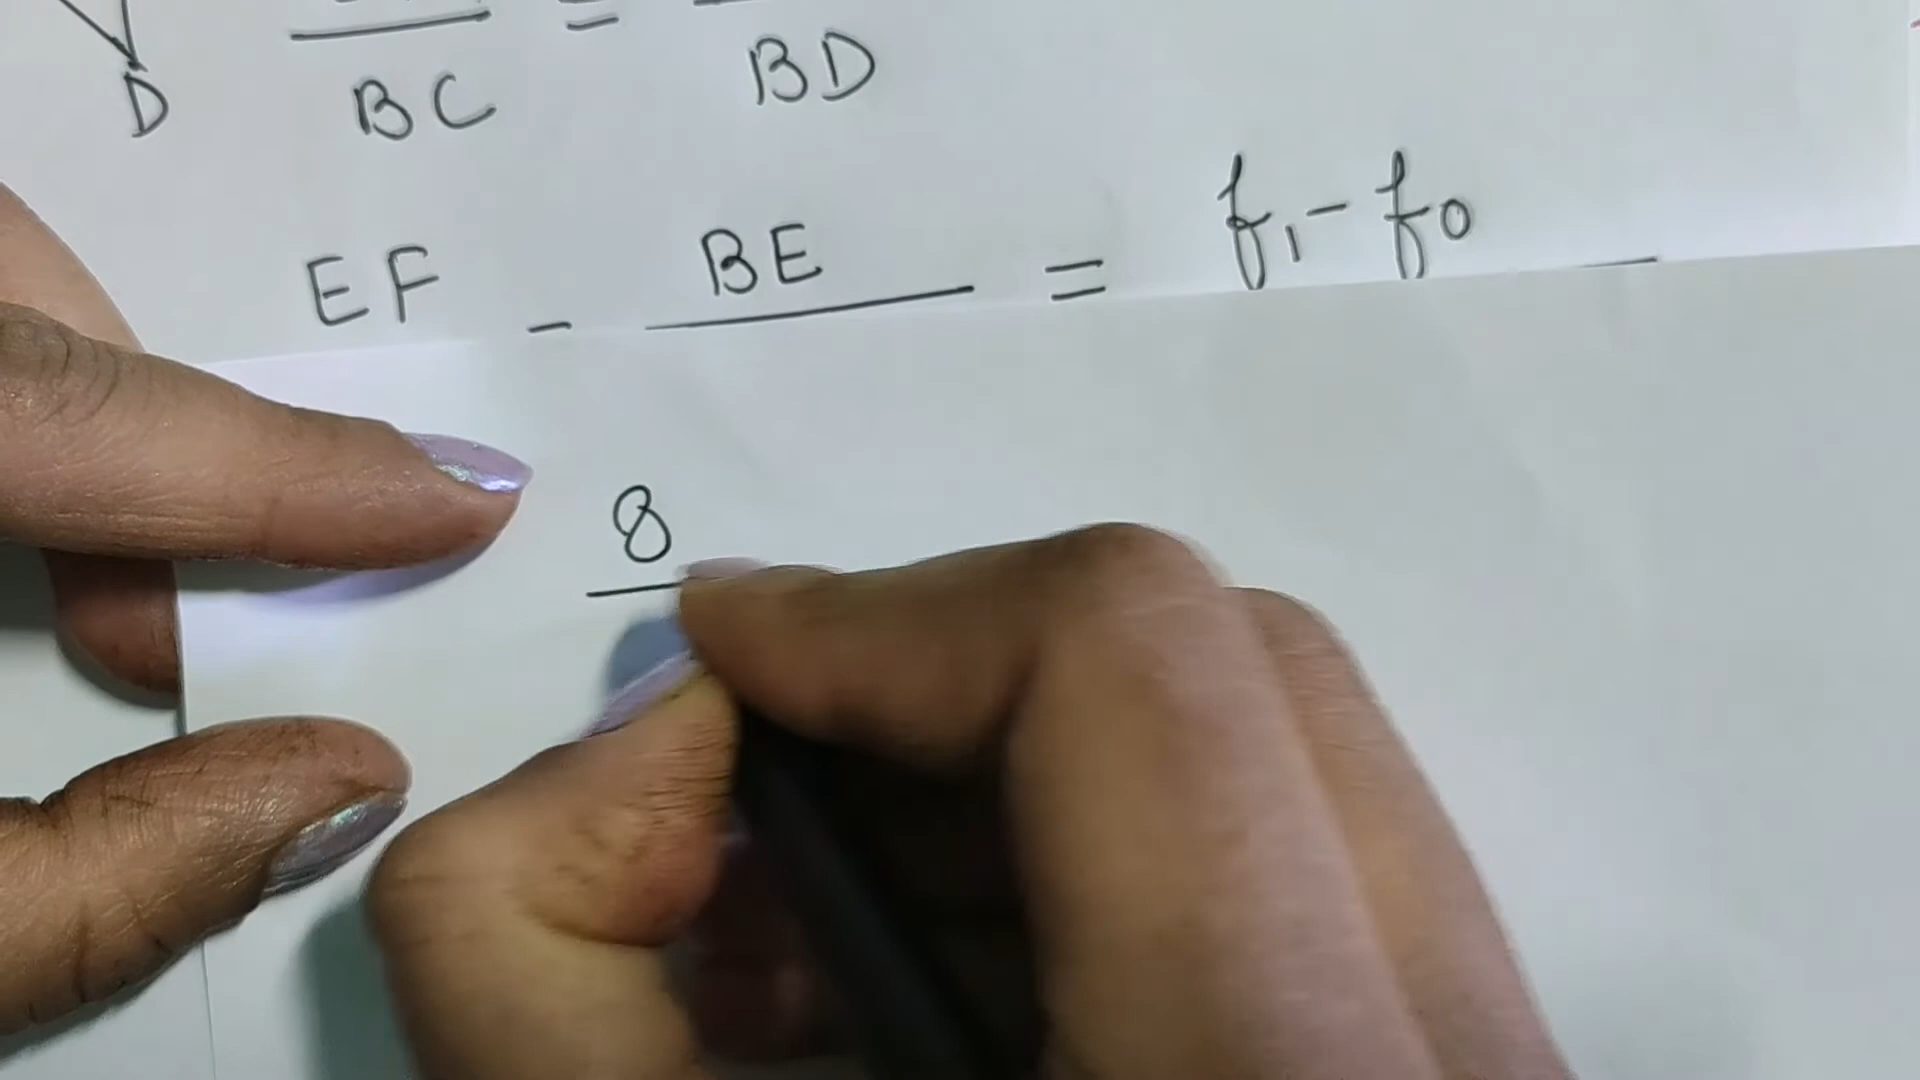 D
= 
BC BD
EF - BE = f₁ - f₀
8